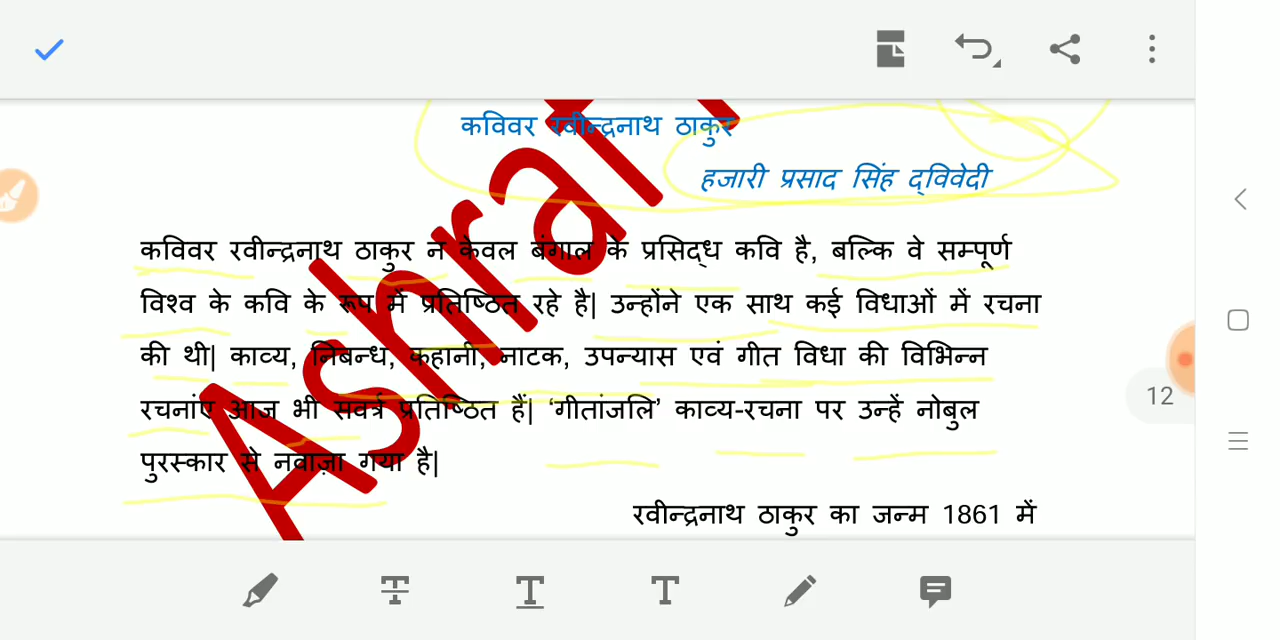 कविवर रवीन्द्रनाथ ठाकुर
हजारी प्रसाद सिंह द्विवेदी
कविवर रवीन्द्रनाथ ठाकुर न केवल बंगाल के प्रसिद्ध कवि है, बल्कि वे सम्पूर्ण
विश्व के कवि के रूप में प्रतिष्ठित रहे है| उन्होंने एक साथ कई विधाओं में रचना
की थी| काव्य, निबन्ध, कहानी, नाटक, उपन्यास एवं गीत विधा की विभिन्न
रचनांए आज भी सवर्त्र प्रतिष्ठित हैं| ‘गीतांजलि’ काव्य-रचना पर उन्हें नोबुल
पुरस्कार से नवाज़ा गया है|
रवीन्द्रनाथ ठाकुर का जन्म 1861 में
Ashraf
12